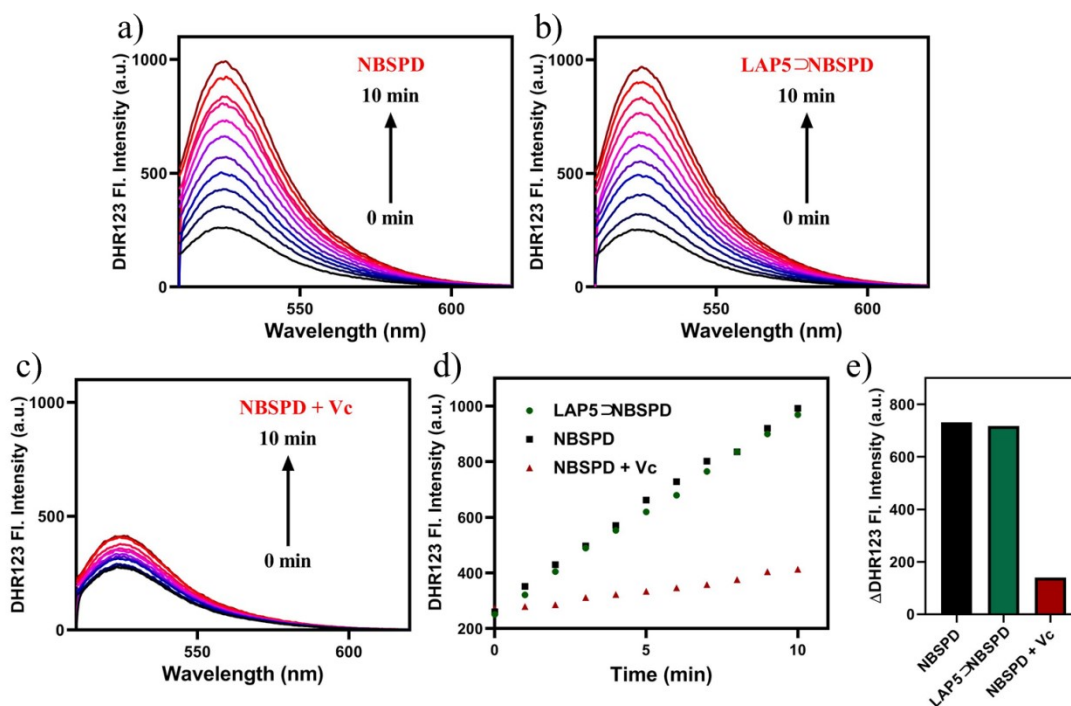 a)
DHR123 Fl. Intensity (a.u.)
1000
500
0
NBSPD
10 min
0 min
550
600
Wavelength (nm)
b)
DHR123 Fl. Intensity (a.u.)
1000
500
0
LAP5⊃NBSPD
10 min
0 min
550
600
Wavelength (nm)
c)
DHR123 Fl. Intensity (a.u.)
1000
500
0
NBSPD + Vc
10 min
0 min
550
600
Wavelength (nm)
d)
DHR123 Fl. Intensity (a.u.)
1000
800
600
400
200
LAP5⊃NBSPD
NBSPD
NBSPD + Vc
0
5
10
Time (min)
e)
ΔDHR123 Fl. Intensity (a.u.)
800
600
400
200
0
NBSPD
LAP5⊃NBSPD
NBSPD + Vc